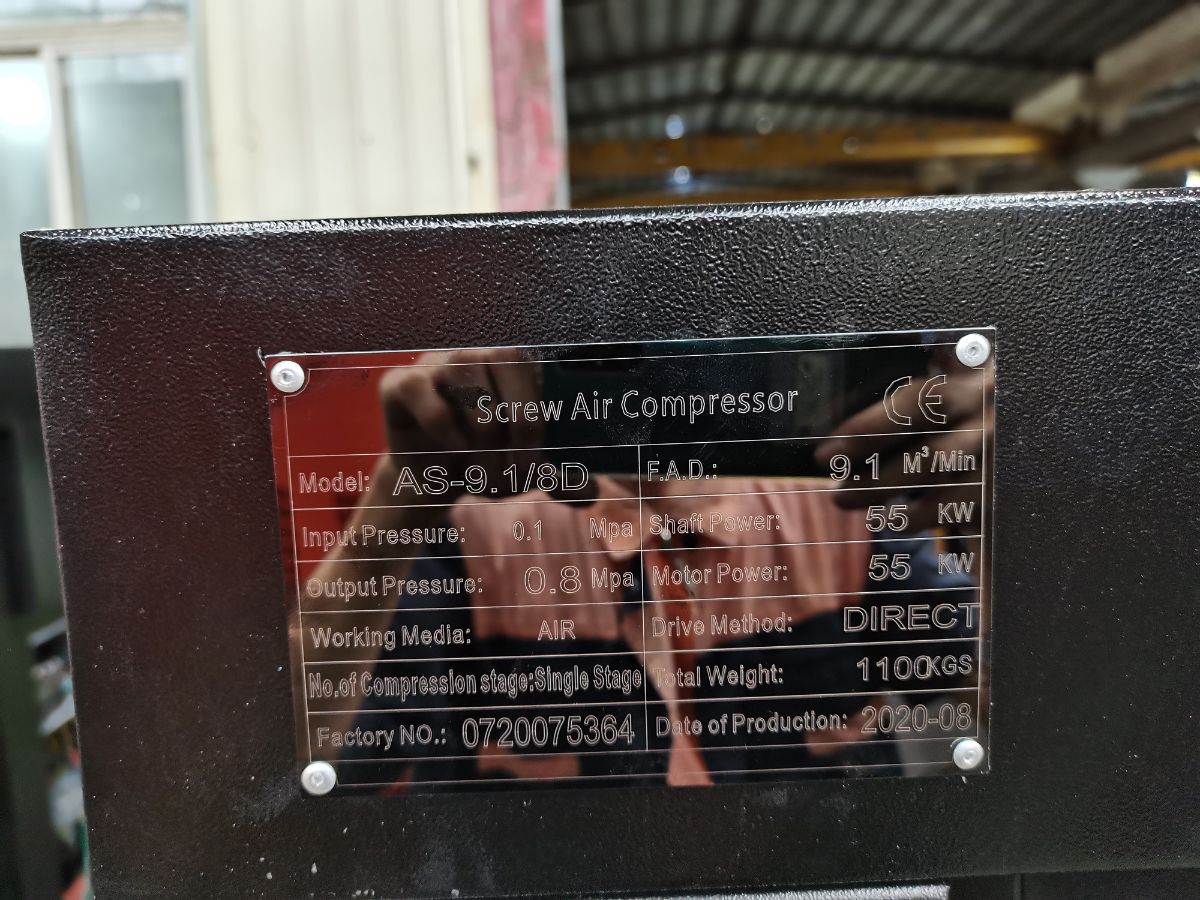 Screw Air Compressor CE
Model: AS-9.1/8D F.A.D.: 9.1 M³/Min
Input Pressure: 0.1 Mpa Shaft Power: 55 KW
Output Pressure: 0.8 Mpa Motor Power: 55 KW
Working Media: AIR Drive Method: DIRECT
No.of Compression stage:Single Stage Total Weight: 1100KGS
Factory NO.: 0720075364 Date of Production: 2020-08